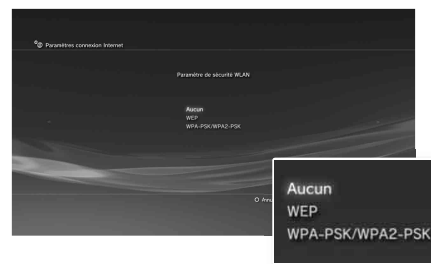 Paramètres connexion Internet
Paramètre de sécurité WLAN
Aucun
WEP
WPA-PSK/WPA2-PSK
Aucun
WEP
WPA-PSK/WPA2-PSK